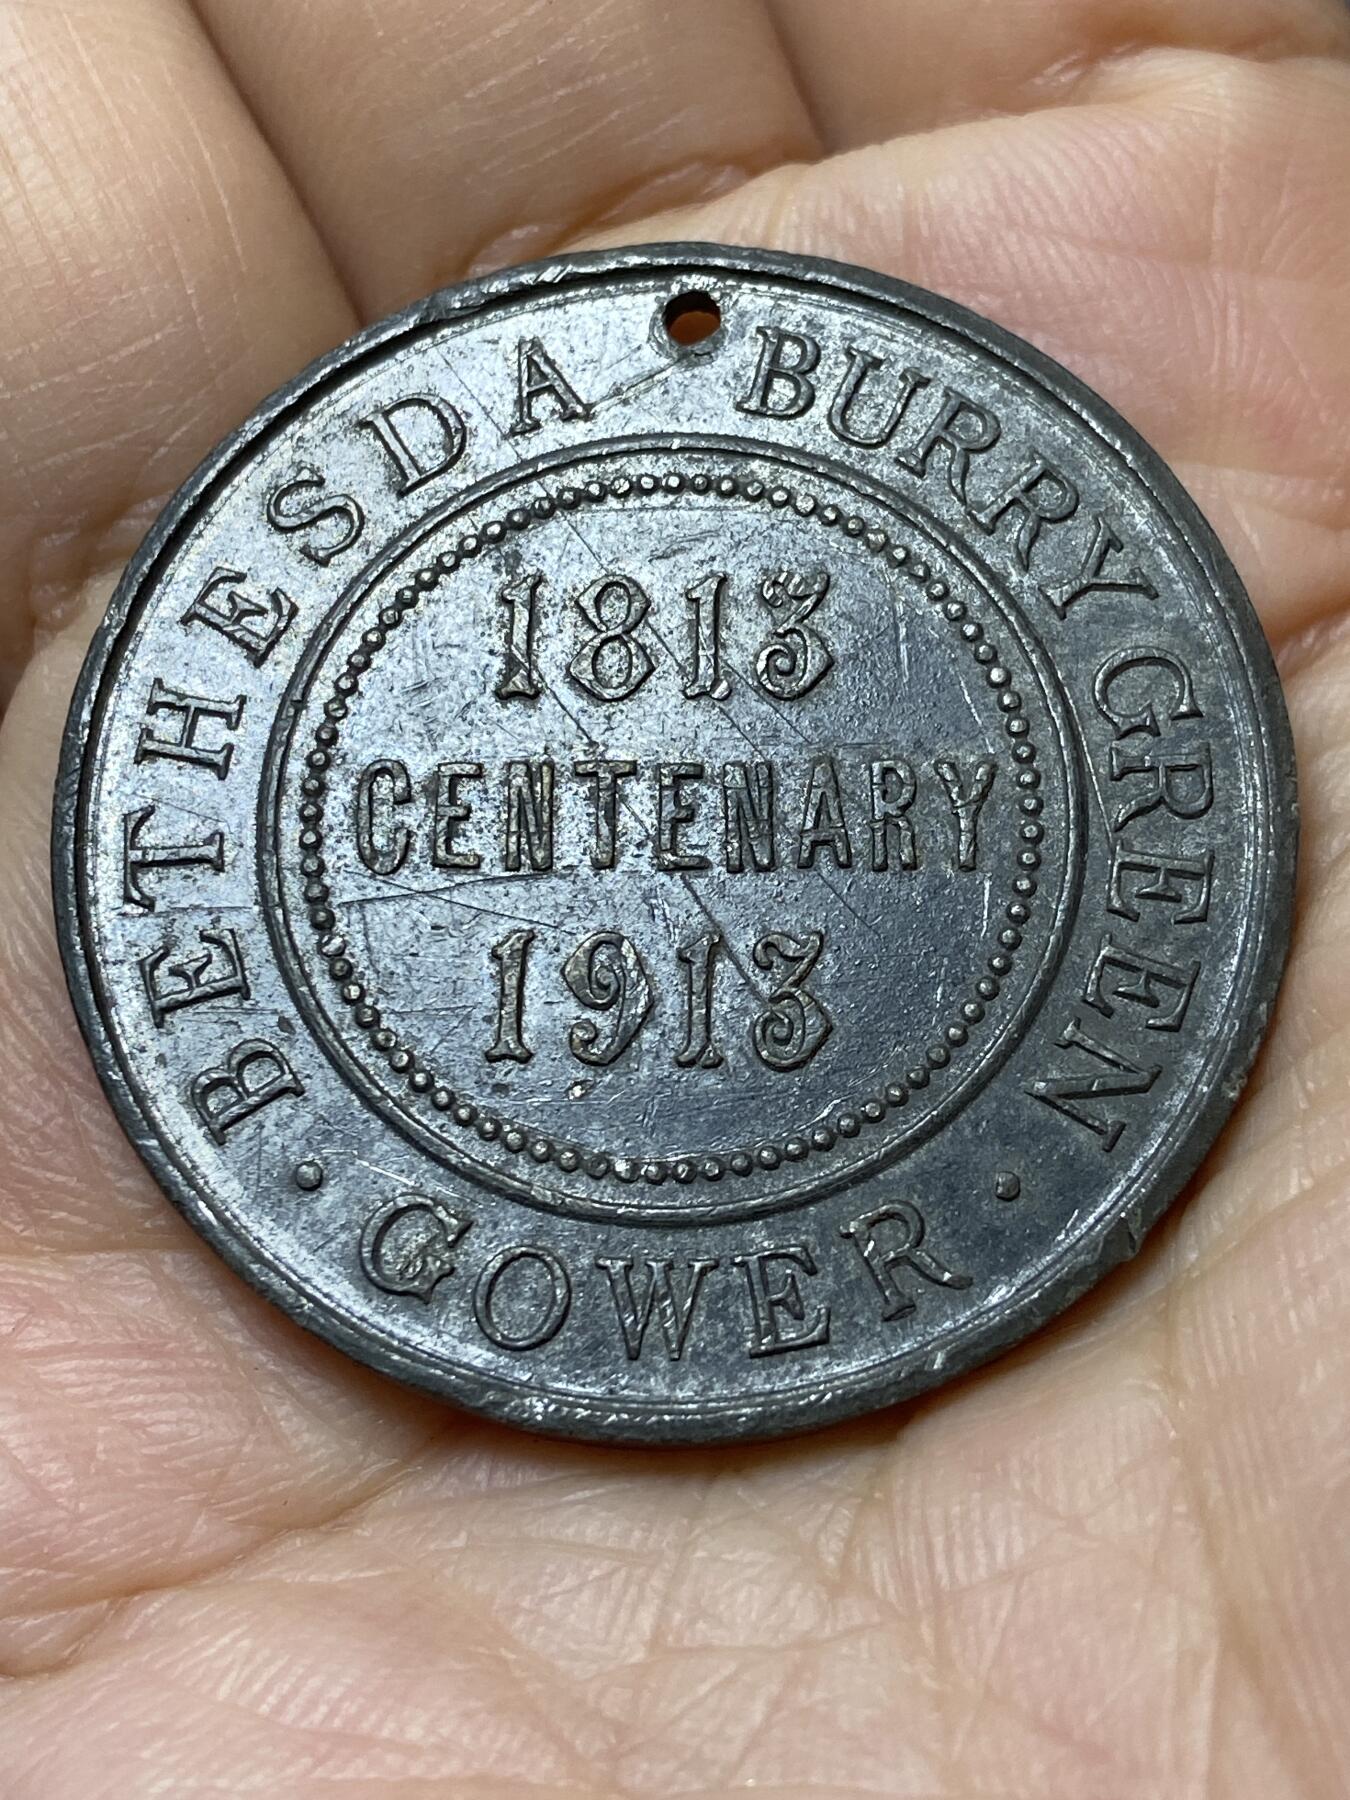 BETHESDA BURRY GREEN
· GOWER ·
1813
CENTENARY
1913